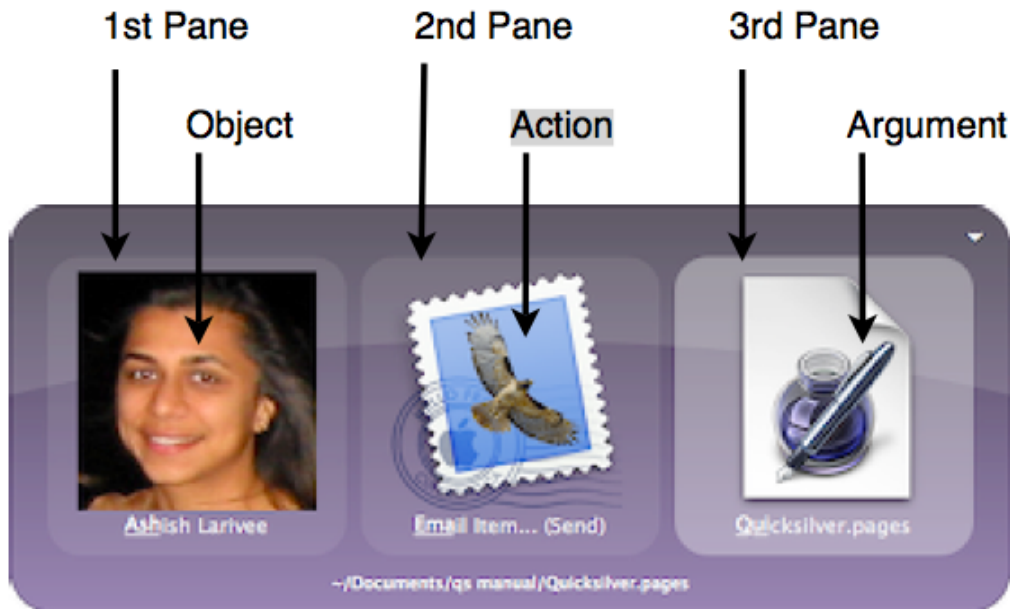 1st Pane 2nd Pane 3rd Pane
Object Action Argument
Ashish Larivee Email Item... (Send) Quicksilver.pages
~/Documents/qs manual/Quicksilver.pages